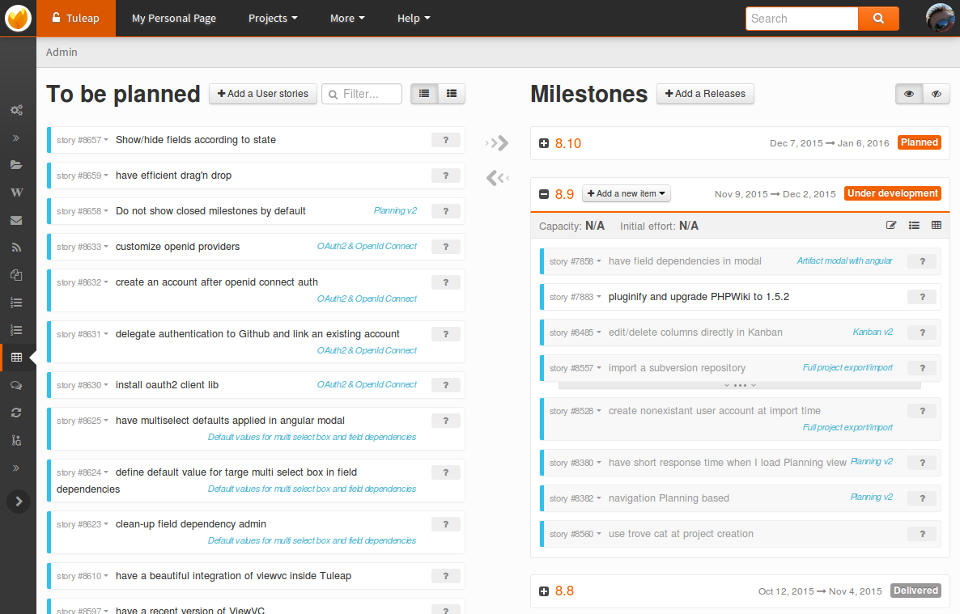 Tuleap My Personal Page Projects More Help Search
Admin
To be planned
+ Add a User stories
Filter...
story #8657 Show/hide fields according to state ?
story #8659 have efficient drag'n drop ?
story #8658 Do not show closed milestones by default Planning v2 ?
story #8633 customize openid providers OAuth2 & OpenId Connect ?
story #8632 create an account after openid connect auth ?
OAuth2 & OpenId Connect
story #8631 delegate authentication to Github and link an existing account ?
OAuth2 & OpenId Connect
story #8630 install oauth2 client lib OAuth2 & OpenId Connect ?
story #8625 have multiselect defaults applied in angular modal ?
Default values for multi select box and field dependencies
story #8624 define default value for targe multi select box in field ?
dependencies Default values for multi select box and field dependencies
story #8623 clean-up field dependency admin ?
Default values for multi select box and field dependencies
story #8610 have a beautiful integration of viewvc inside Tuleap ?
story #8597 have a recent version of ViewVC ?
Milestones
+ Add a Releases
8.10 Dec 7, 2015 → Jan 6, 2016 Planned
8.9 + Add a new item Nov 9, 2015 → Dec 2, 2015 Under development
Capacity: N/A Initial effort: N/A
story #7858 have field dependencies in modal Artifact modal with angular ?
story #7883 pluginify and upgrade PHPWiki to 1.5.2 ?
story #8485 edit/delete columns directly in Kanban Kanban v2 ?
story #8557 import a subversion repository Full project export/import ?
story #8528 create nonexistant user account at import time ?
Full project export/import
story #8380 have short response time when I load Planning view Planning v2 ?
story #8382 navigation Planning based Planning v2 ?
story #8560 use trove cat at project creation ?
8.8 Oct 12, 2015 → Nov 4, 2015 Delivered